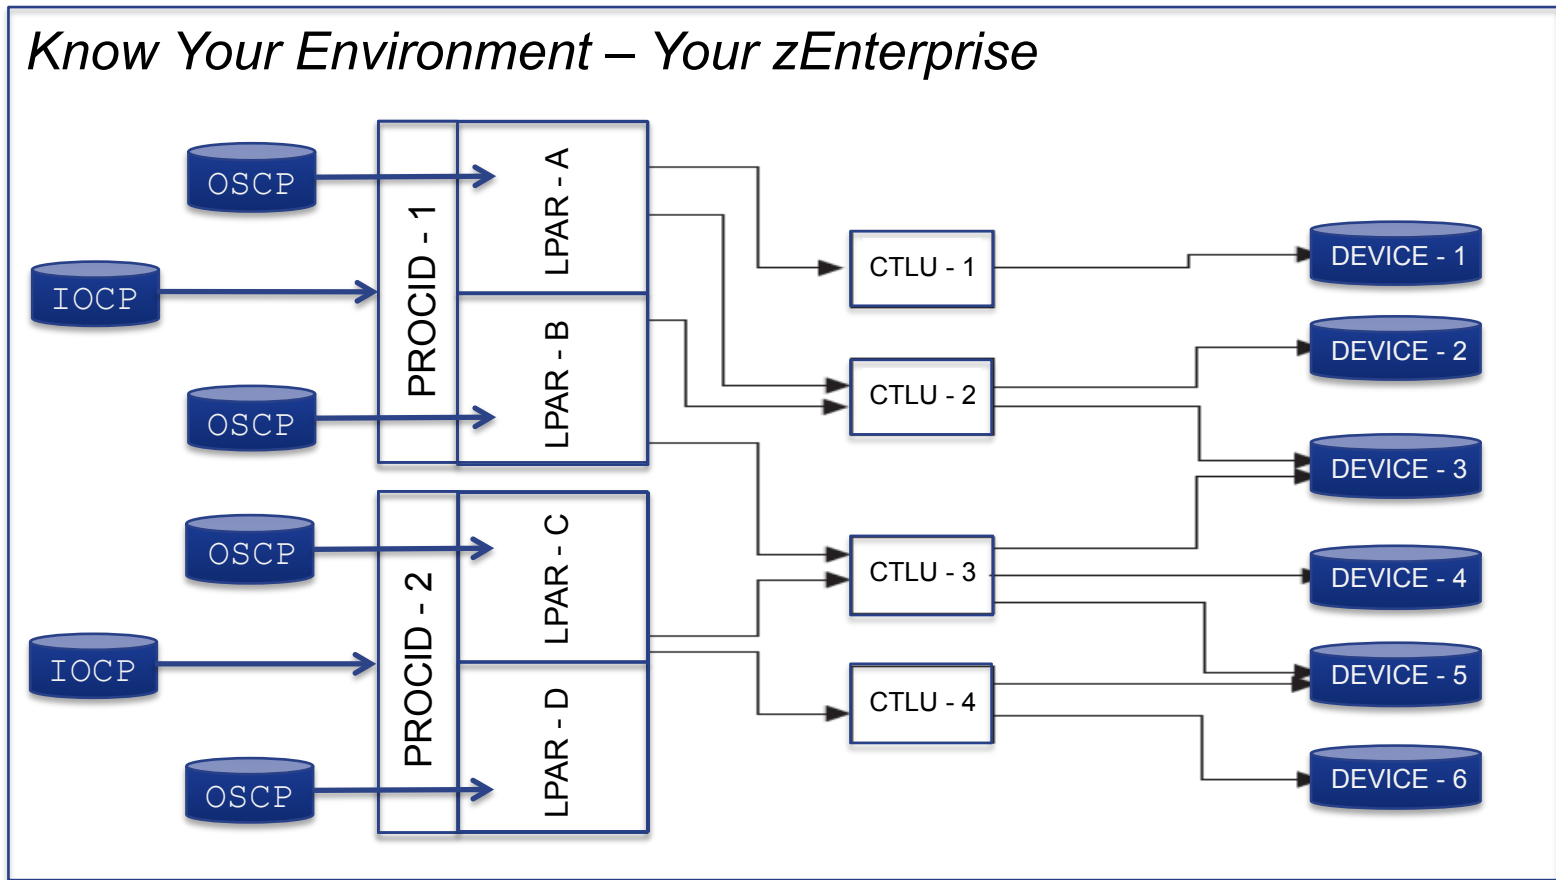 Know Your Environment – Your zEnterprise
OSCP
IOCP
OSCP
PROCID - 1
LPAR - A
LPAR - B
OSCP
IOCP
OSCP
PROCID - 2
LPAR - C
LPAR - D
CTLU - 1
CTLU - 2
CTLU - 3
CTLU - 4
DEVICE - 1
DEVICE - 2
DEVICE - 3
DEVICE - 4
DEVICE - 5
DEVICE - 6